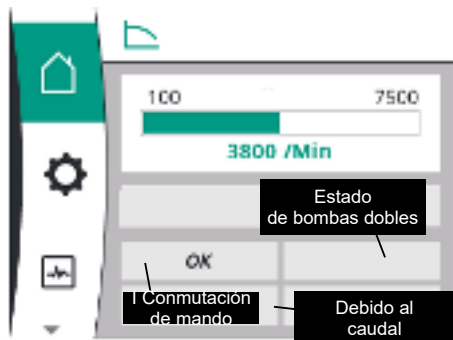 100 7500
3800 /Min
Estado
de bombas dobles
OK
I Conmutación
de mando
Debido al
caudal